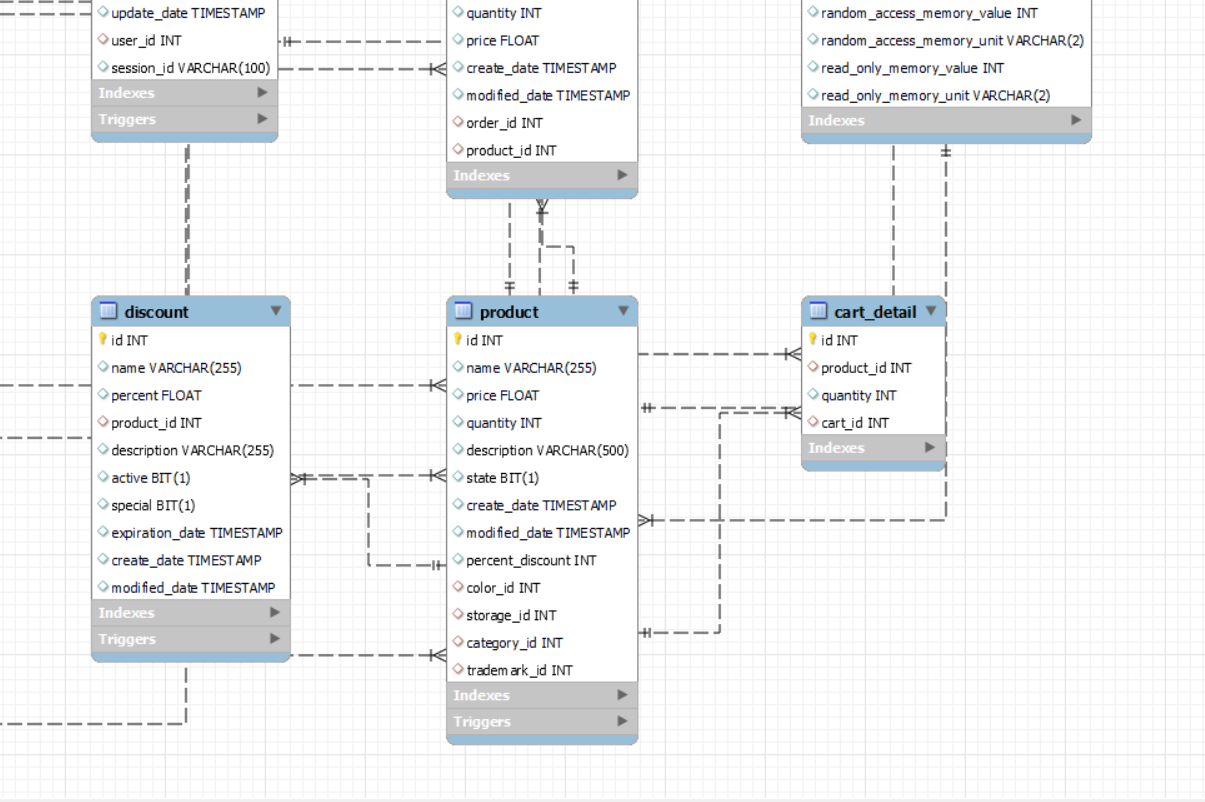 update_date TIMESTAMP
user_id INT
session_id VARCHAR(100)
Indexes
Triggers
quantity INT
price FLOAT
create_date TIMESTAMP
modified_date TIMESTAMP
order_id INT
product_id INT
Indexes
random_access_memory_value INT
random_access_memory_unit VARCHAR(2)
read_only_memory_value INT
read_only_memory_unit VARCHAR(2)
Indexes
discount
id INT
name VARCHAR(255)
percent FLOAT
product_id INT
description VARCHAR(255)
active BIT(1)
special BIT(1)
expiration_date TIMESTAMP
create_date TIMESTAMP
modified_date TIMESTAMP
Indexes
Triggers
product
id INT
name VARCHAR(255)
price FLOAT
quantity INT
description VARCHAR(500)
state BIT(1)
create_date TIMESTAMP
modified_date TIMESTAMP
percent_discount INT
color_id INT
storage_id INT
category_id INT
trademark_id INT
Indexes
Triggers
cart_detail
id INT
product_id INT
quantity INT
cart_id INT
Indexes